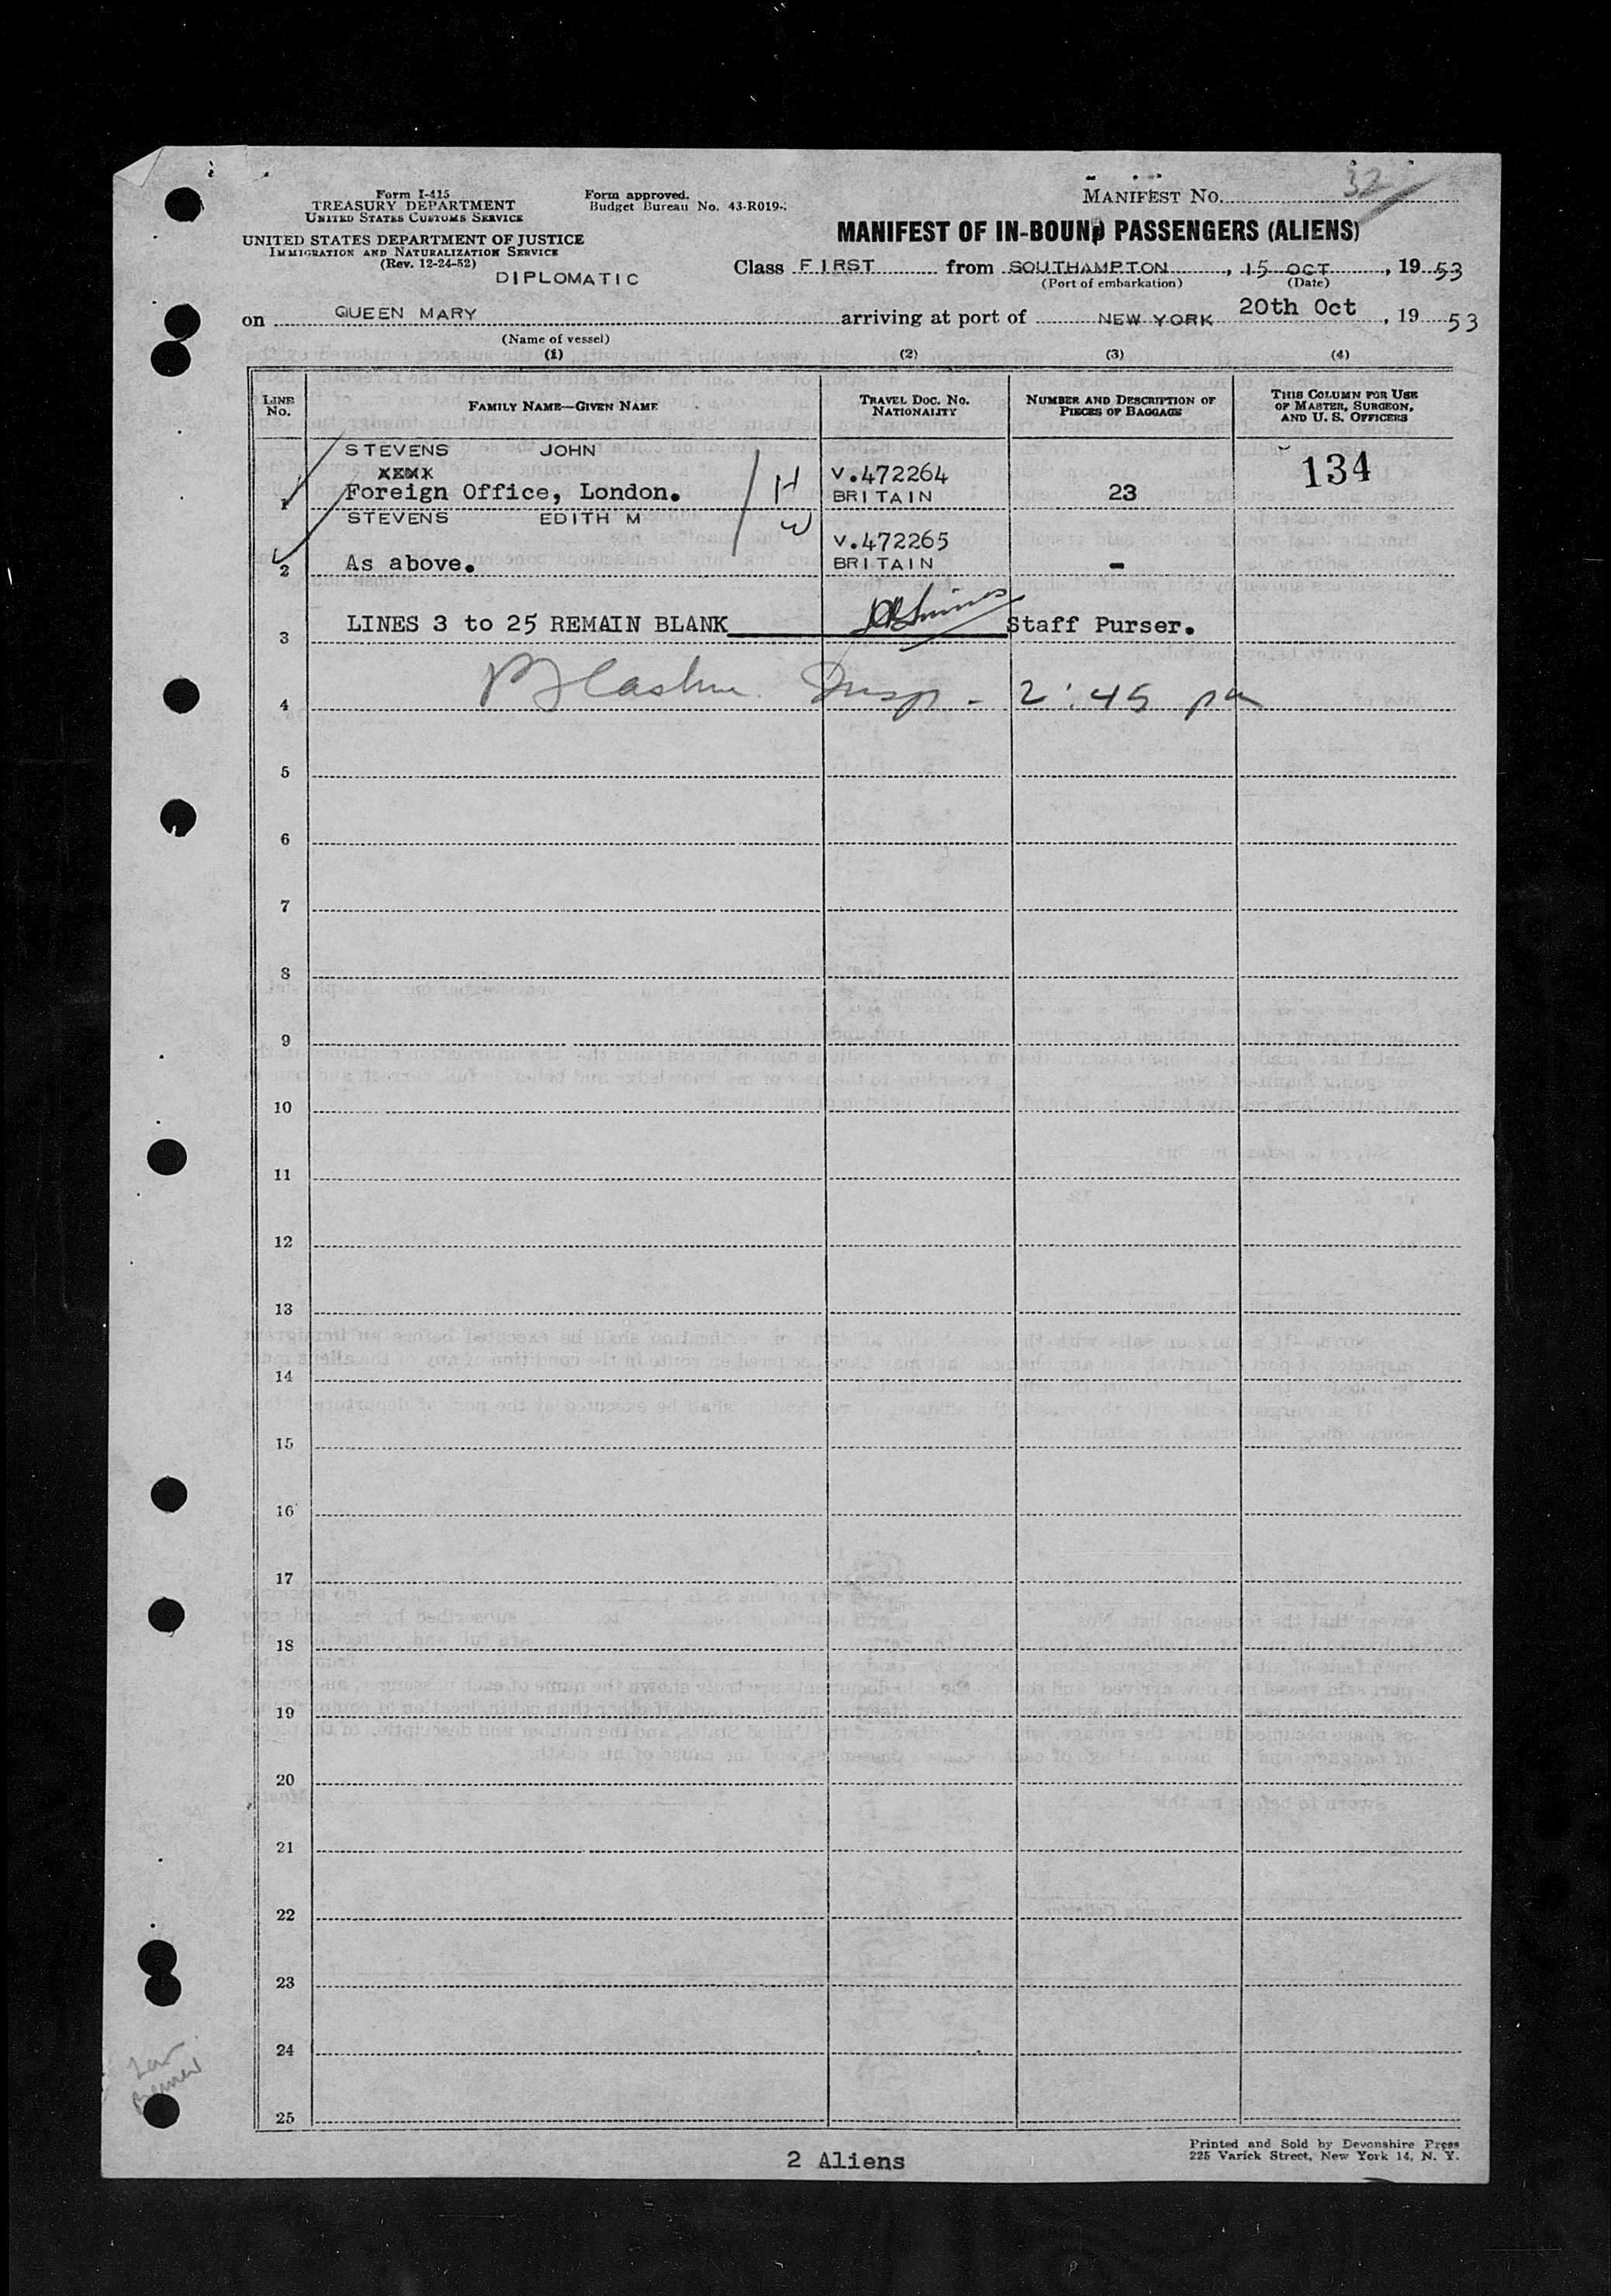 Form I-415
TREASURY DEPARTMENT
UNITED STATES CUSTOMS SERVICE
Form approved.
Budget Bureau No. 43-R019-
MANIFEST NO. 32
UNITED STATES DEPARTMENT OF JUSTICE
IMMIGRATION AND NATURALIZATION SERVICE
(Rev. 12-24-52)
DIPLOMATIC
MANIFEST OF IN-BOUND PASSENGERS (ALIENS)
Class FIRST from SOUTHAMPTON, 15 OCT, 1953
(Port of embarkation) (Date)
on QUEEN MARY arriving at port of NEW YORK 20th Oct, 1953
(Name of vessel)
(1) (2) (3) (4)
LINE No. FAMILY NAME—GIVEN NAME TRAVEL DOC. NO. NATIONALITY NUMBER AND DESCRIPTION OF PIECES OF BAGGAGE THIS COLUMN FOR USE OF MASTER, SURGEON, AND U. S. OFFICERS
STEVENS JOHN
V.472264 134
1 Foreign Office, London. H BRITAIN 23
STEVENS EDITH M W
V.472265
2 As above. BRITAIN -
3 LINES 3 to 25 REMAIN BLANK Staff Purser.
4 Insp - 2:45 pm
5
6
7
8
9
10
11
12
13
14
15
16
17
18
19
20
21
22
23
24
25
2 Aliens
Printed and Sold by Devonshire Press
225 Varick Street, New York 14, N. Y.